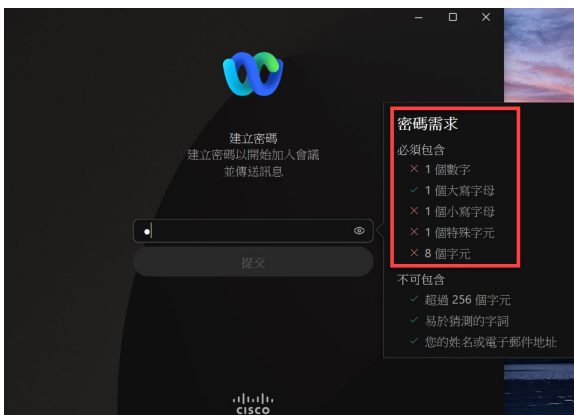 建立密碼
建立密碼以開始加入會議
並傳送訊息
提交
密碼需求
必須包含
1 個數字
1 個大寫字母
1 個小寫字母
1 個特殊字元
8 個字元
不可包含
超過 256 個字元
易於猜測的字詞
您的姓名或電子郵件地址
CISCO